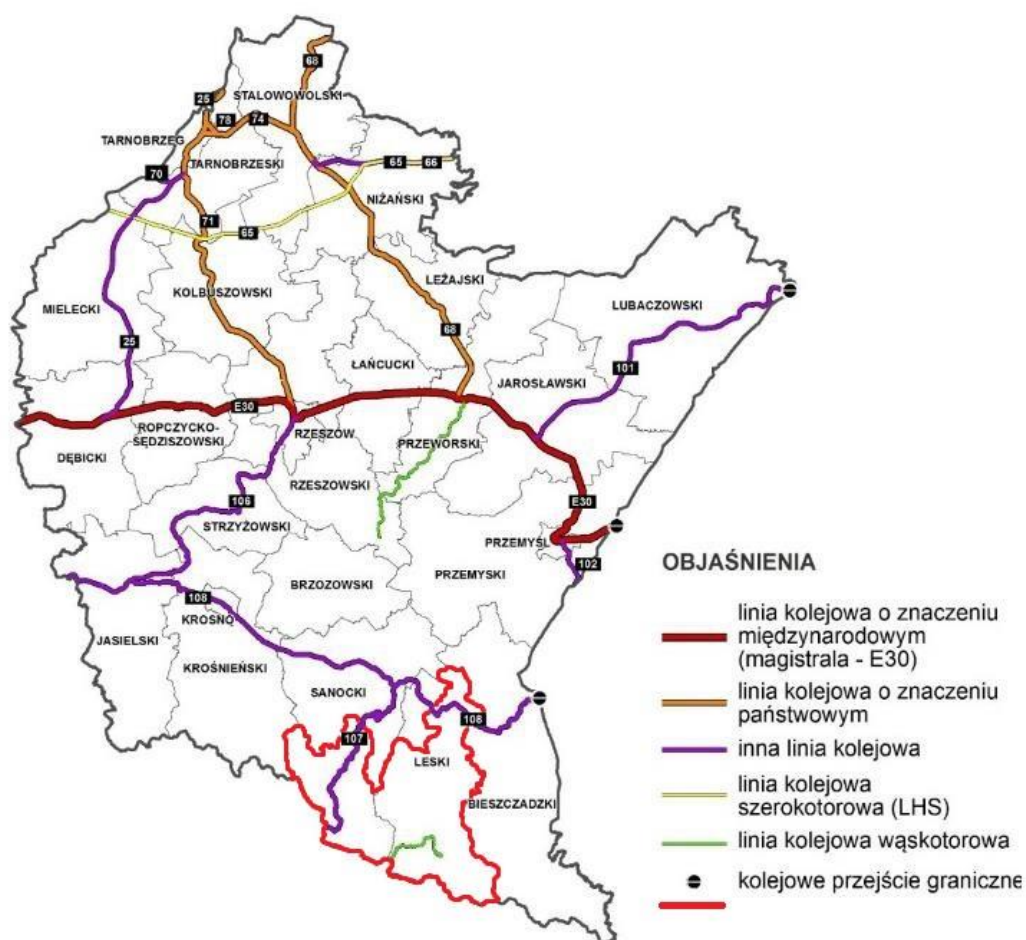 68
25
STALOWOWOLSKI
78
74
TARNOBRZEG
TARNOBRZESKI
65
66
70
NIŻAŃSKI
71
65
LEŻAJSKI
KOLBUSZOWSKI
LUBACZOWSKI
MIELECKI
25
68
ŁAŃCUCKI
JAROSŁAWSKI
101
E30
ROPCZYCKO-
SĘDZISZOWSKI
RZESZÓW
PRZEWORSKI
DĘBICKI
RZESZOWSKI
106
E30
STRZYŻOWSKI
PRZEMYŚL
102
BRZOZOWSKI
PRZEMYSKI
108
KROSNO
JASIELSKI
KROŚNIEŃSKI
SANOCKI
108
107
LESKI
BIESZCZADZKI
OBJAŚNIENIA
linia kolejowa o znaczeniu
międzynarodowym
(magistrala - E30)
linia kolejowa o znaczeniu
państwowym
inna linia kolejowa
linia kolejowa
szerokotorowa (LHS)
linia kolejowa wąskotorowa
kolejowe przejście graniczne